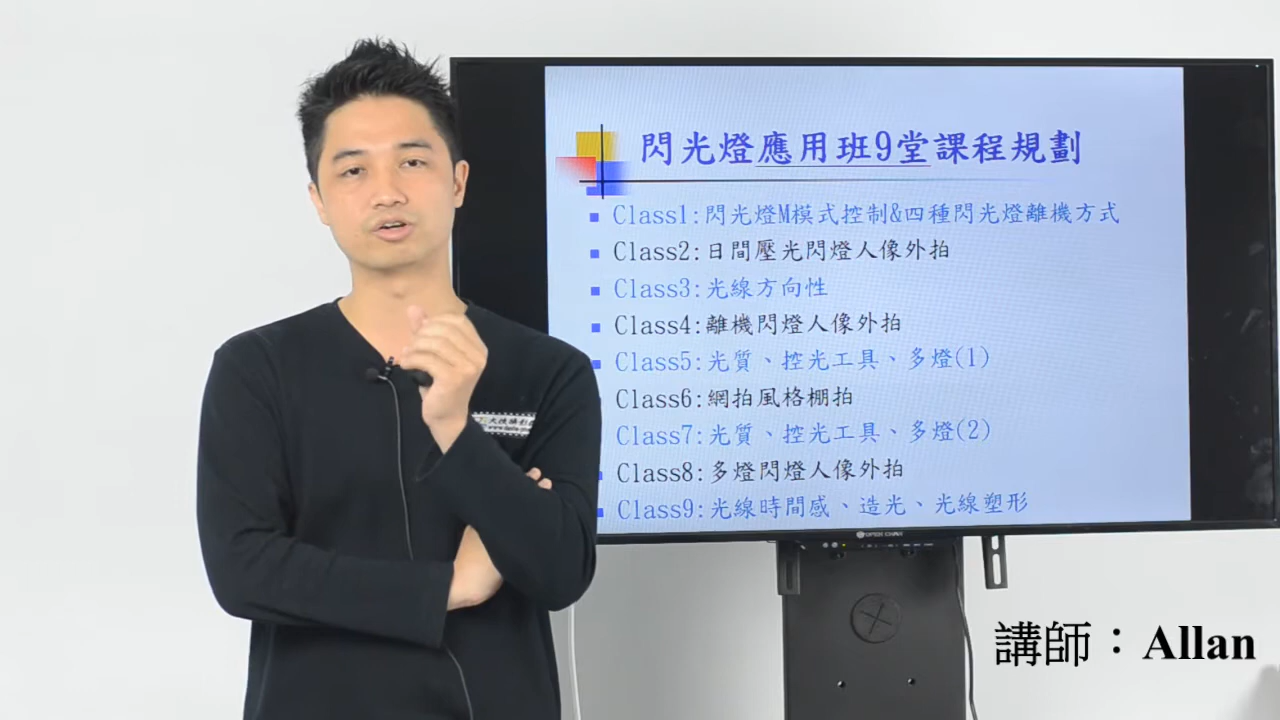 閃光燈應用班9堂課程規劃
Class1:閃光燈M模式控制&四種閃光燈離機方式
Class2:日間壓光閃燈人像外拍
Class3:光線方向性
Class4:離機閃燈人像外拍
Class5:光質、控光工具、多燈(1)
Class6:網拍風格棚拍
Class7:光質、控光工具、多燈(2)
Class8:多燈閃燈人像外拍
Class9:光線時間感、造光、光線塑形
講師：Allan